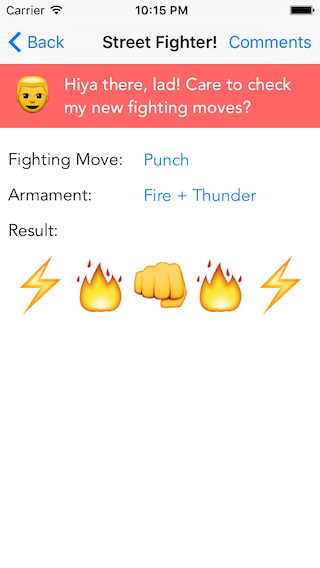 Carrier 10:15 PM
Back Street Fighter! Comments
Hiya there, lad! Care to check
my new fighting moves?
Fighting Move: Punch
Armament: Fire + Thunder
Result: